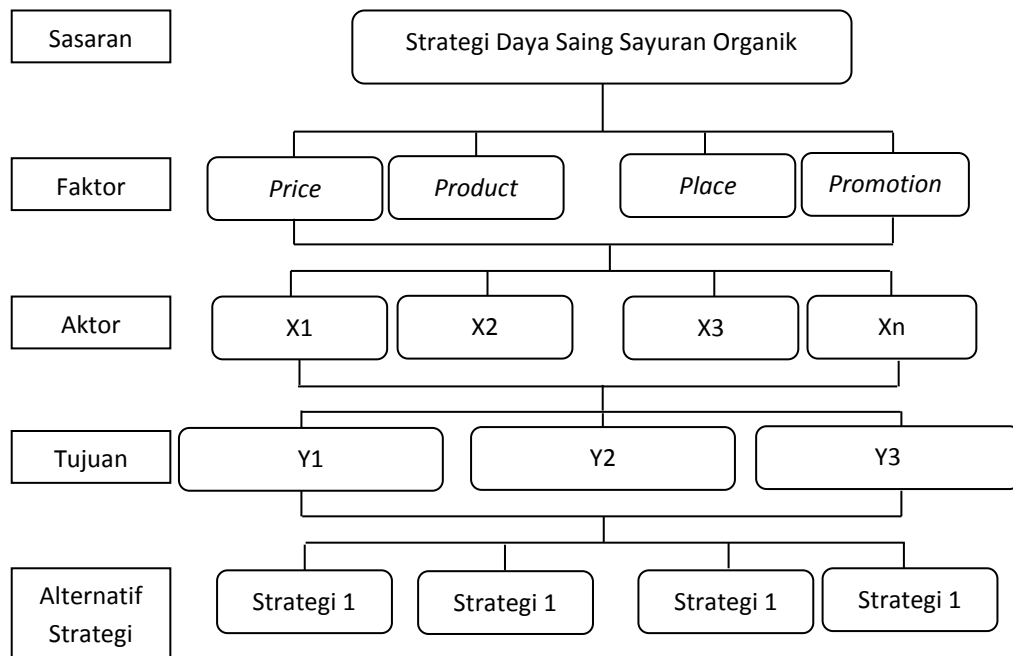 Sasaran
Strategi Daya Saing Sayuran Organik
Faktor
Price
Product
Place
Promotion
Aktor
X1
X2
X3
Xn
Tujuan
Y1
Y2
Y3
Alternatif
Strategi
Strategi 1
Strategi 1
Strategi 1
Strategi 1